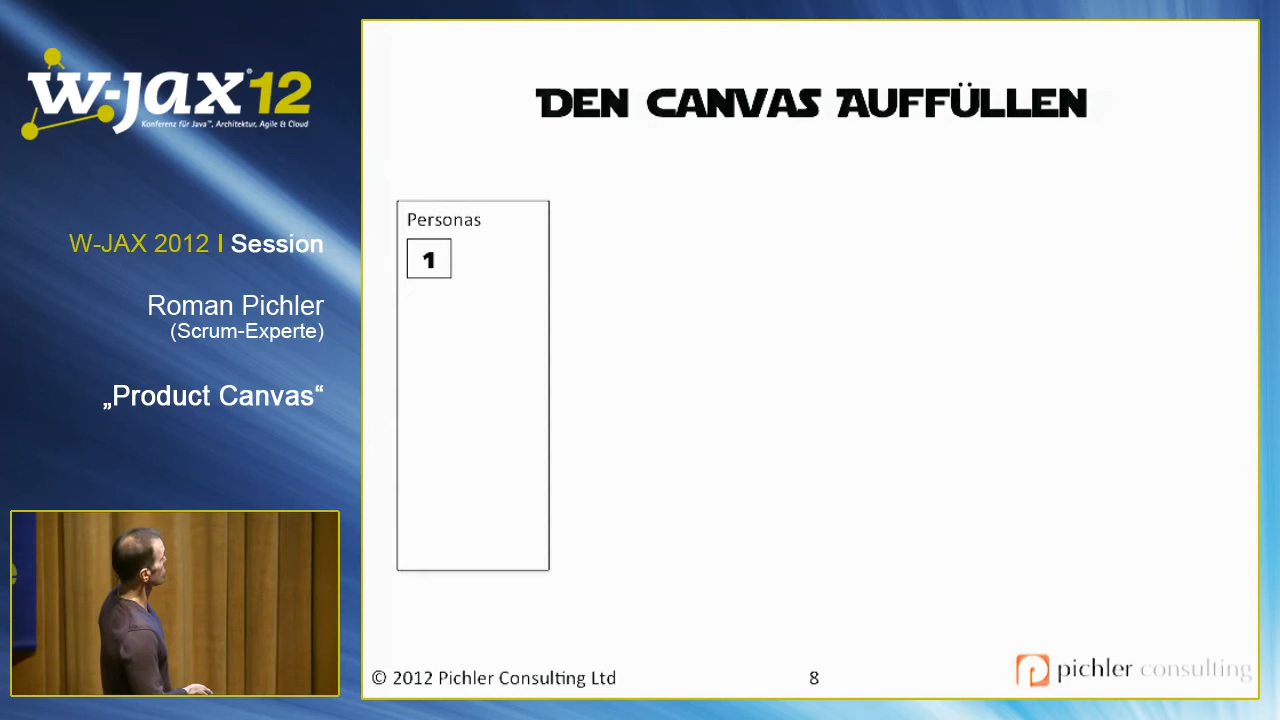 w-jax® 12
Konferenz für Java™, Architektur, Agile & Cloud
W-JAX 2012 I Session
Roman Pichler
(Scrum-Experte)
„Product Canvas“
DEN CANVAS AUFFÜLLEN
Personas
1
© 2012 Pichler Consulting Ltd
8
pichler consulting